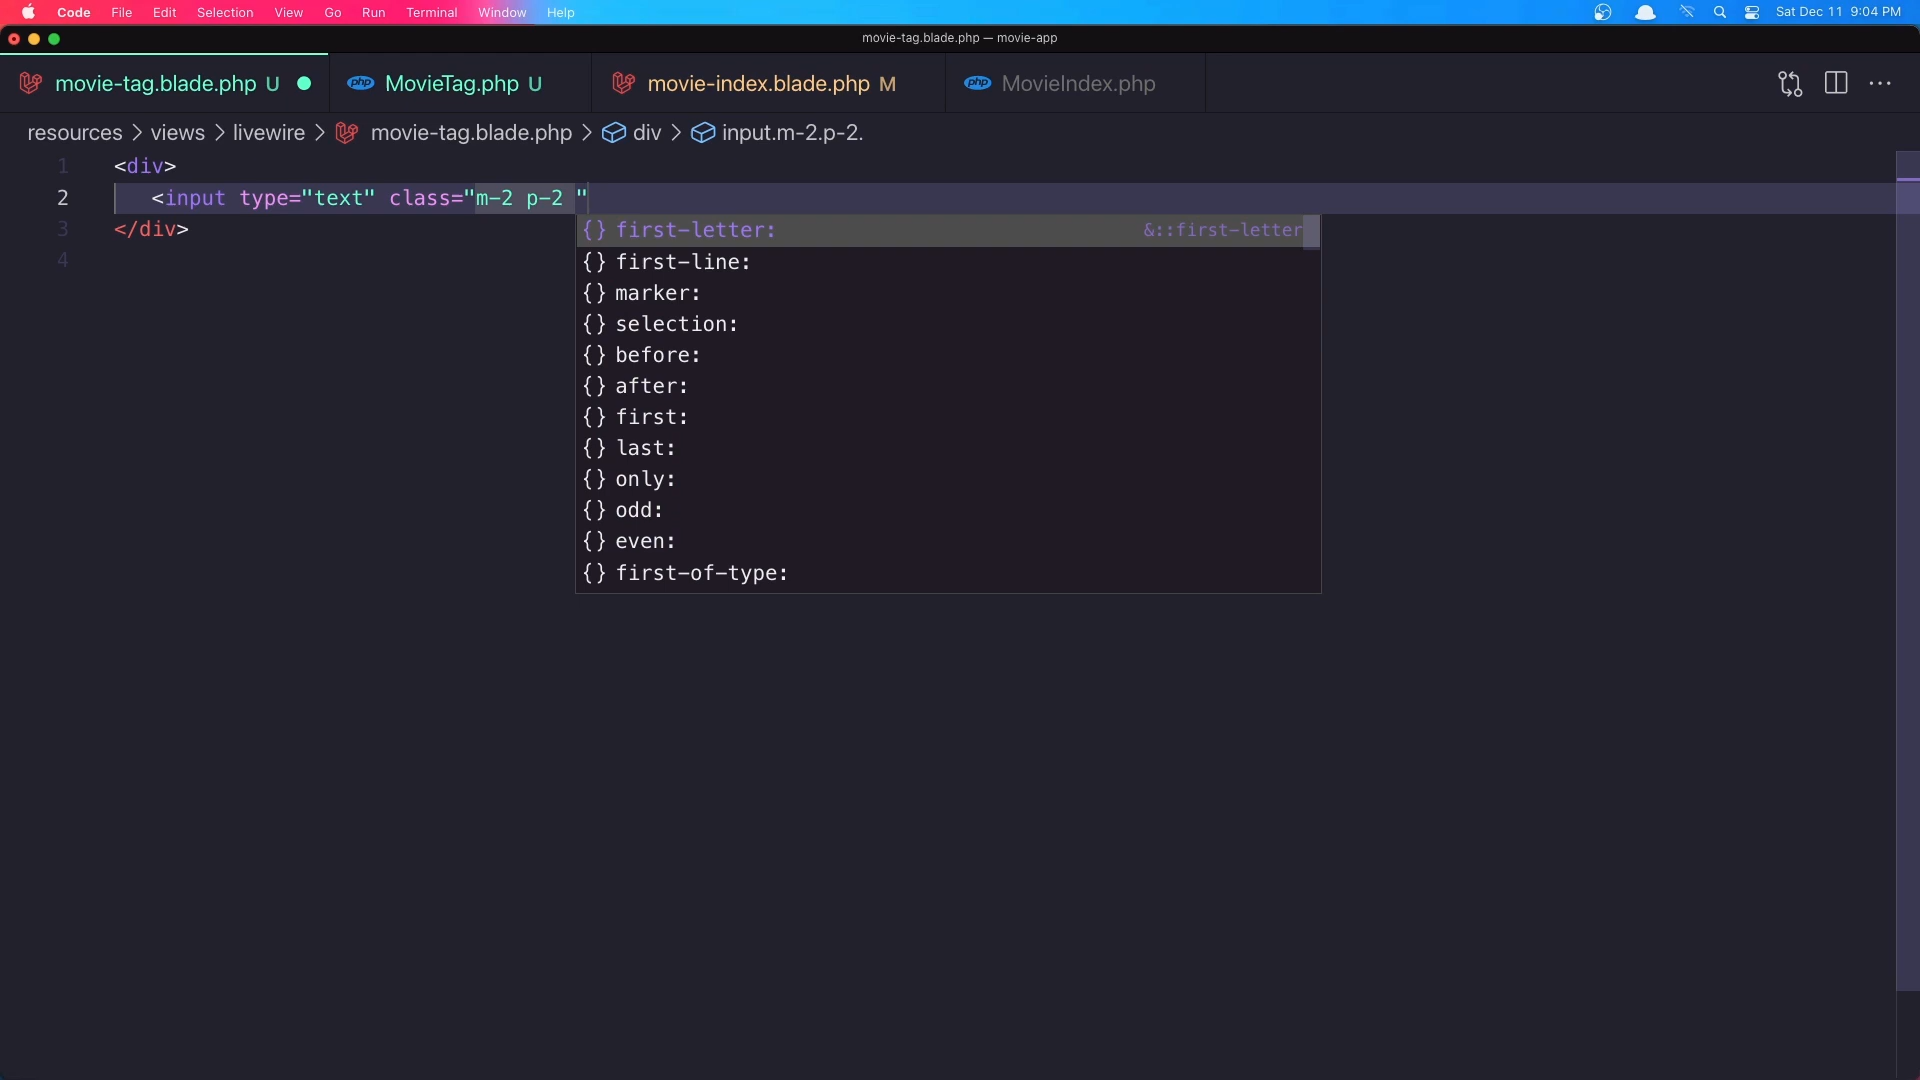 Code File Edit Selection View Go Run Terminal Window Help Sat Dec 11 9:04 PM
movie-tag.blade.php — movie-app
movie-tag.blade.php U php MovieTag.php U movie-index.blade.php M php MovieIndex.php
resources > views > livewire > movie-tag.blade.php > div > input.m-2.p-2.
1 <div>
2 <input type="text" class="m-2 p-2 "
3 </div>
4
{} first-letter: &::first-letter
{} first-line:
{} marker:
{} selection:
{} before:
{} after:
{} first:
{} last:
{} only:
{} odd:
{} even:
{} first-of-type: